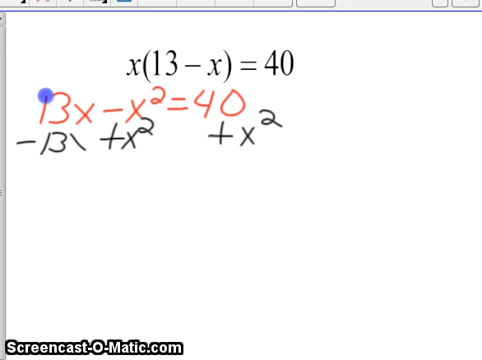 x(13 – x) = 40
13x – x² = 40
– 13\ + x² + x²
Screencast-O-Matic.com